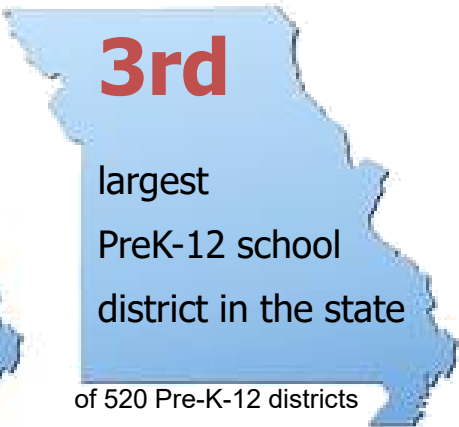 3rd
largest
PreK-12 school
district in the state
of 520 Pre-K-12 districts